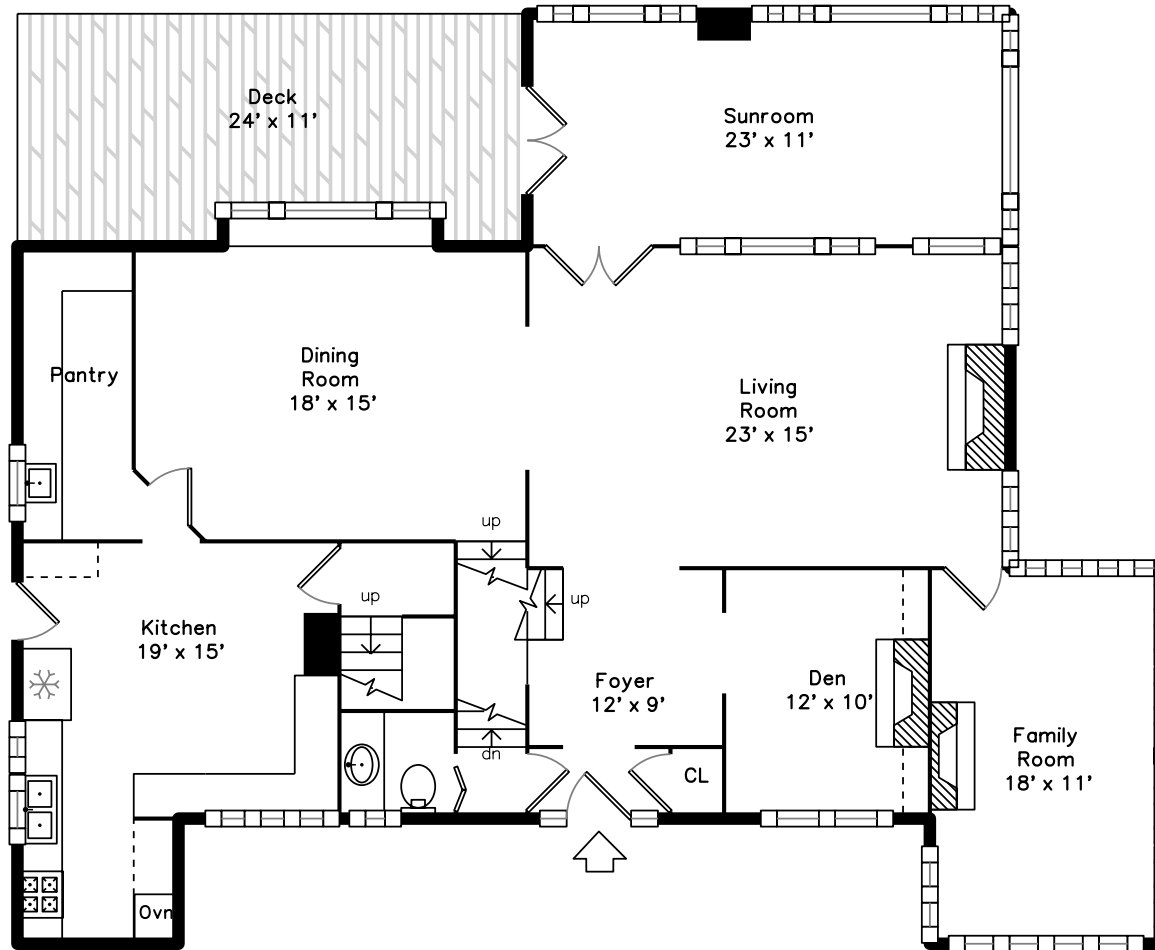 Deck
24' x 11'
Sunroom
23' x 11'
Pantry
Dining
Room
18' x 15'
Living
Room
23' x 15'
up
up
up
Kitchen
19' x 15'
Foyer
12' x 9'
Den
12' x 10'
Family
Room
18' x 11'
dn
CL
Ovn